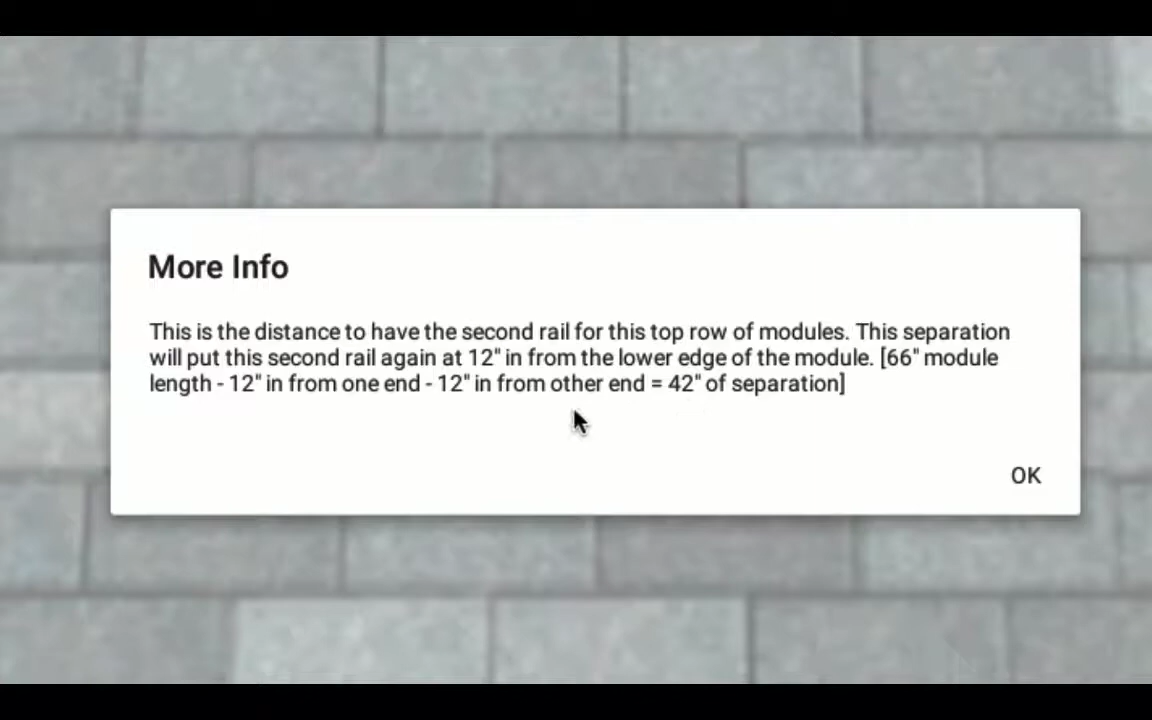 More Info
This is the distance to have the second rail for this top row of modules. This separation
will put this second rail again at 12" in from the lower edge of the module. [66" module
length - 12" in from one end - 12" in from other end = 42" of separation]
OK